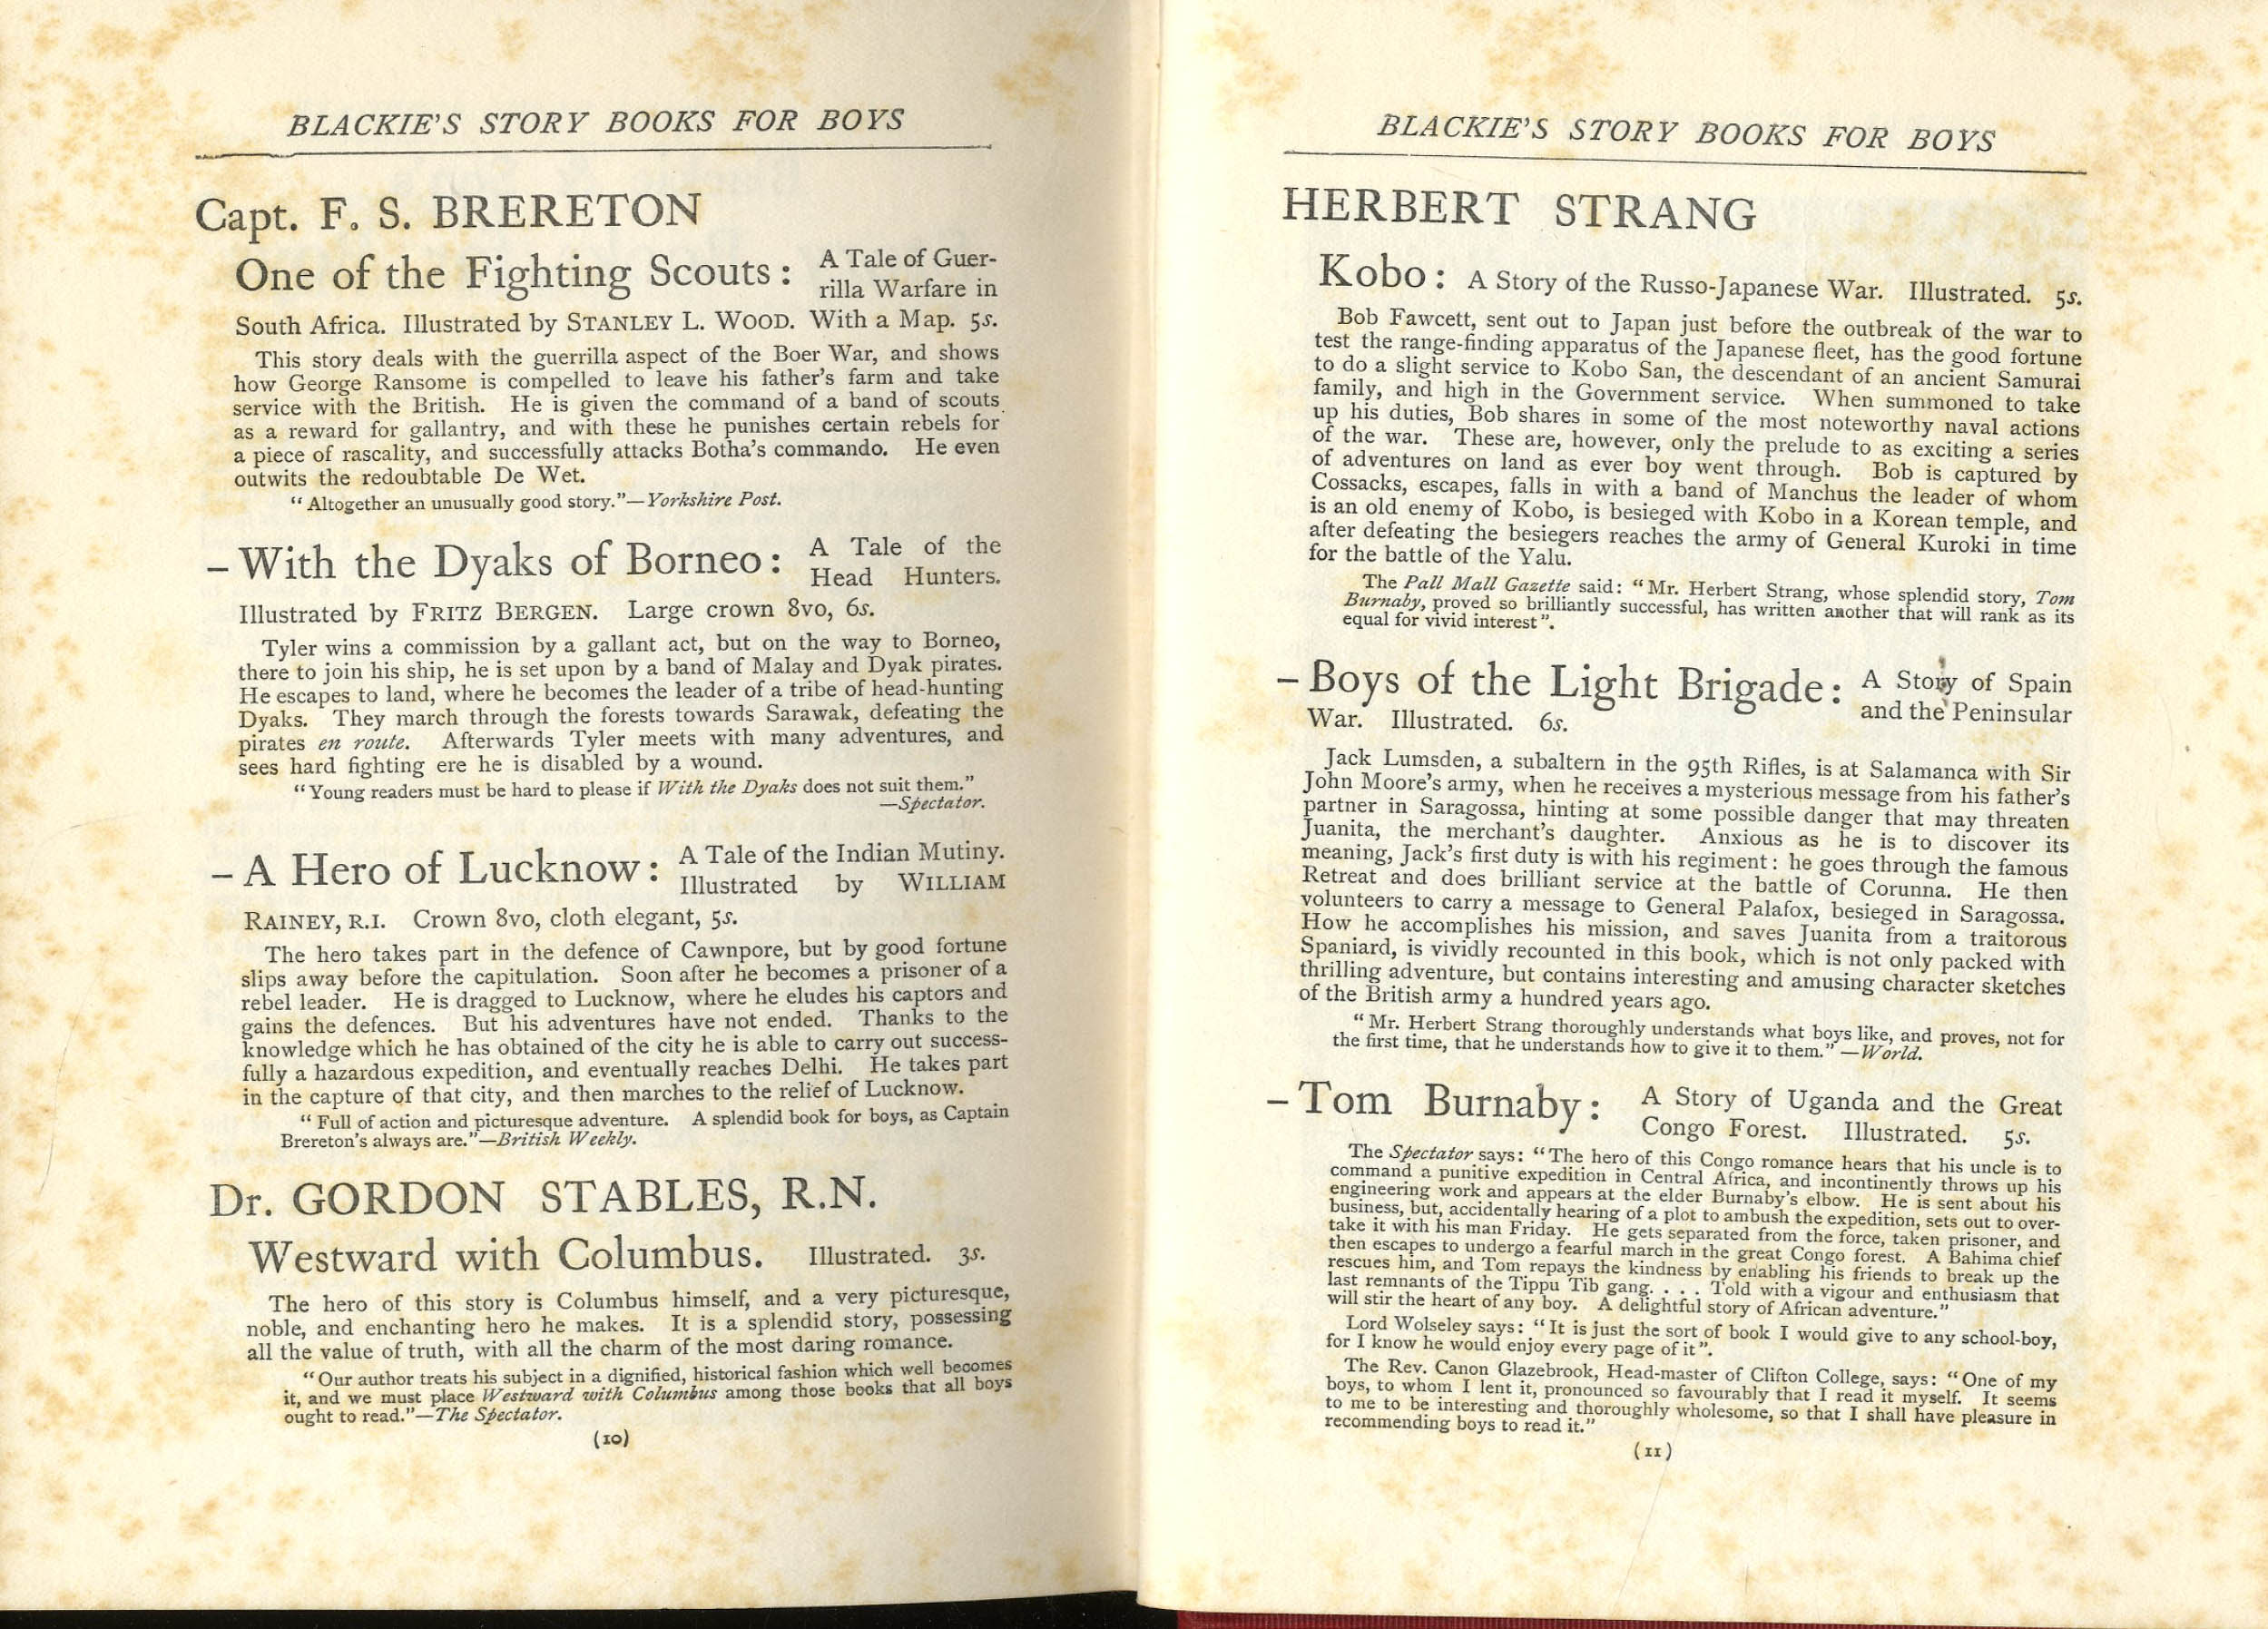 BLACKIE'S STORY BOOKS FOR BOYS
Capt. F. S. BRERETON
One of the Fighting Scouts: A Tale of Guer-
rilla Warfare in
South Africa. Illustrated by STANLEY L. WOOD. With a Map. 5s.
This story deals with the guerrilla aspect of the Boer War, and shows
how George Ransome is compelled to leave his father's farm and take
service with the British. He is given the command of a band of scouts
as a reward for gallantry, and with these he punishes certain rebels for
a piece of rascality, and successfully attacks Botha's commando. He even
outwits the redoubtable De Wet.
"Altogether an unusually good story."—Yorkshire Post.
– With the Dyaks of Borneo: A Tale of the
Head Hunters.
Illustrated by FRITZ BERGEN. Large crown 8vo, 6s.
Tyler wins a commission by a gallant act, but on the way to Borneo,
there to join his ship, he is set upon by a band of Malay and Dyak pirates.
He escapes to land, where he becomes the leader of a tribe of head-hunting
Dyaks. They march through the forests towards Sarawak, defeating the
pirates en route. Afterwards Tyler meets with many adventures, and
sees hard fighting ere he is disabled by a wound.
"Young readers must be hard to please if With the Dyaks does not suit them."
—Spectator.
– A Hero of Lucknow: A Tale of the Indian Mutiny.
Illustrated by WILLIAM
RAINEY, R.I. Crown 8vo, cloth elegant, 5s.
The hero takes part in the defence of Cawnpore, but by good fortune
slips away before the capitulation. Soon after he becomes a prisoner of a
rebel leader. He is dragged to Lucknow, where he eludes his captors and
gains the defences. But his adventures have not ended. Thanks to the
knowledge which he has obtained of the city he is able to carry out success-
fully a hazardous expedition, and eventually reaches Delhi. He takes part
in the capture of that city, and then marches to the relief of Lucknow.
"Full of action and picturesque adventure. A splendid book for boys, as Captain
Brereton's always are."—British Weekly.
Dr. GORDON STABLES, R.N.
Westward with Columbus. Illustrated. 3s.
The hero of this story is Columbus himself, and a very picturesque,
noble, and enchanting hero he makes. It is a splendid story, possessing
all the value of truth, with all the charm of the most daring romance.
"Our author treats his subject in a dignified, historical fashion which well becomes
it, and we must place Westward with Columbus among those books that all boys
ought to read."—The Spectator.
(10)
BLACKIE'S STORY BOOKS FOR BOYS
HERBERT STRANG
Kobo: A Story of the Russo-Japanese War. Illustrated. 5s.
Bob Fawcett, sent out to Japan just before the outbreak of the war to
test the range-finding apparatus of the Japanese fleet, has the good fortune
to do a slight service to Kobo San, the descendant of an ancient Samurai
family, and high in the Government service. When summoned to take
up his duties, Bob shares in some of the most noteworthy naval actions
of the war. These are, however, only the prelude to as exciting a series
of adventures on land as ever boy went through. Bob is captured by
Cossacks, escapes, falls in with a band of Manchus the leader of whom
is an old enemy of Kobo, is besieged with Kobo in a Korean temple, and
after defeating the besiegers reaches the army of General Kuroki in time
for the battle of the Yalu.
The Pall Mall Gazette said: "Mr. Herbert Strang, whose splendid story, Tom
Burnaby, proved so brilliantly successful, has written another that will rank as its
equal for vivid interest".
– Boys of the Light Brigade: A Story of Spain
and the Peninsular
War. Illustrated. 6s.
Jack Lumsden, a subaltern in the 95th Rifles, is at Salamanca with Sir
John Moore's army, when he receives a mysterious message from his father's
partner in Saragossa, hinting at some possible danger that may threaten
Juanita, the merchant's daughter. Anxious as he is to discover its
meaning, Jack's first duty is with his regiment: he goes through the famous
Retreat and does brilliant service at the battle of Corunna. He then
volunteers to carry a message to General Palafox, besieged in Saragossa.
How he accomplishes his mission, and saves Juanita from a traitorous
Spaniard, is vividly recounted in this book, which is not only packed with
thrilling adventure, but contains interesting and amusing character sketches
of the British army a hundred years ago.
"Mr. Herbert Strang thoroughly understands what boys like, and proves, not for
the first time, that he understands how to give it to them."—World.
– Tom Burnaby: A Story of Uganda and the Great
Congo Forest. Illustrated. 5s.
The Spectator says: "The hero of this Congo romance hears that his uncle is to
command a punitive expedition in Central Africa, and incontinently throws up his
engineering work and appears at the elder Burnaby's elbow. He is sent about his
business, but, accidentally hearing of a plot to ambush the expedition, sets out to over-
take it with his man Friday. He gets separated from the force, taken prisoner, and
then escapes to undergo a fearful march in the great Congo forest. A Bahima chief
rescues him, and Tom repays the kindness by enabling his friends to break up the
last remnants of the Tippu Tib gang. . . . Told with a vigour and enthusiasm that
will stir the heart of any boy. A delightful story of African adventure."
Lord Wolseley says: "It is just the sort of book I would give to any school-boy,
for I know he would enjoy every page of it".
The Rev. Canon Glazebrook, Head-master of Clifton College, says: "One of my
boys, to whom I lent it, pronounced so favourably that I read it myself. It seems
to me to be interesting and thoroughly wholesome, so that I shall have pleasure in
recommending boys to read it."
(11)